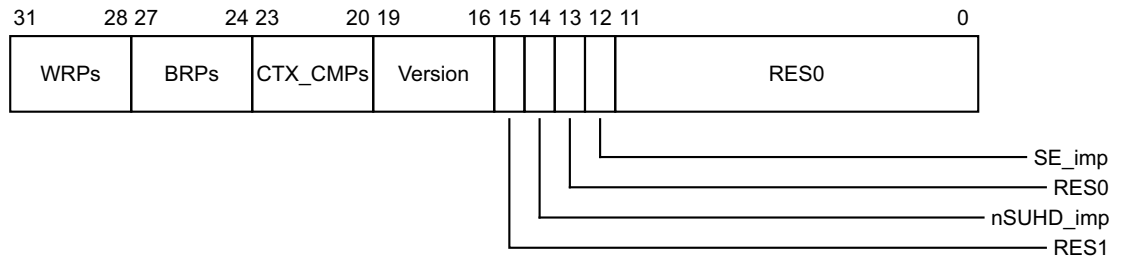 31 28 27 24 23 20 19 16 15 14 13 12 11 0
WRPs BRPs CTX_CMPs Version RES0
SE_imp
RES0
nSUHD_imp
RES1